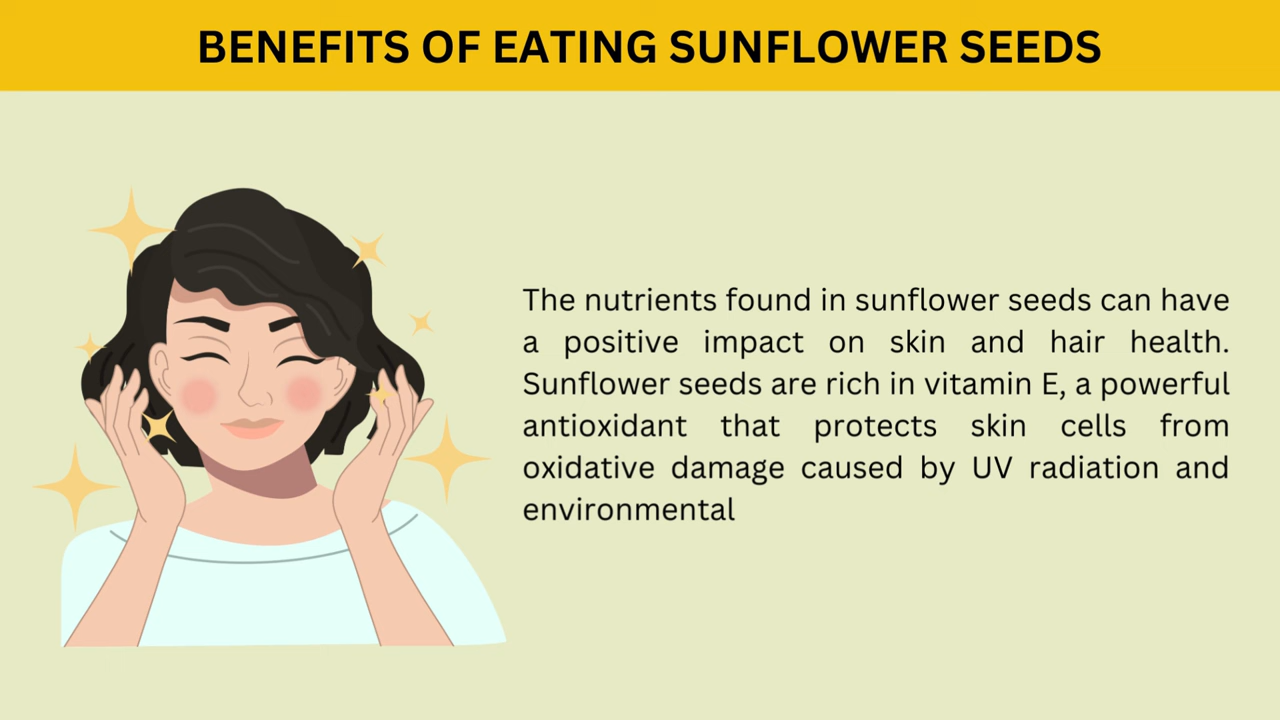 BENEFITS OF EATING SUNFLOWER SEEDS
The nutrients found in sunflower seeds can have
a positive impact on skin and hair health.
Sunflower seeds are rich in vitamin E, a powerful
antioxidant that protects skin cells from
oxidative damage caused by UV radiation and
environmental